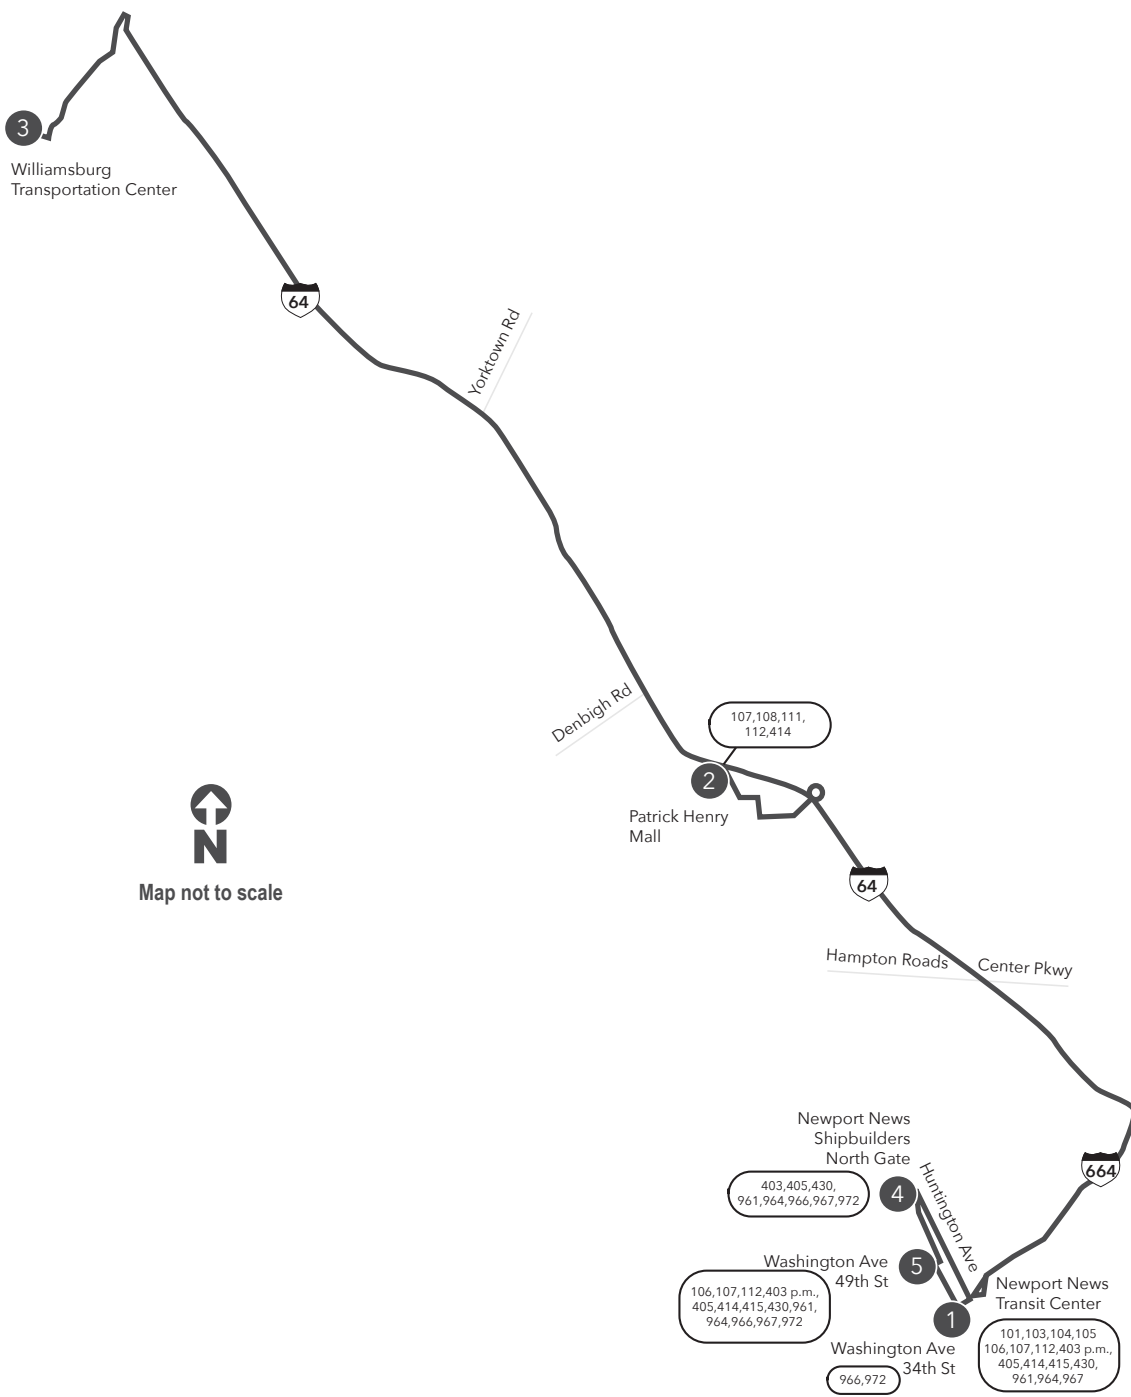 3
Williamsburg
Transportation Center
64
Yorktown Rd
Denbigh Rd
107,108,111,
112,414
2
Patrick Henry
Mall
N
Map not to scale
64
Hampton Roads Center Pkwy
Newport News
Shipbuilders
North Gate
664
403,405,430,
961,964,966,967,972
4
Huntington Ave
Washington Ave
49th St
5
106,107,112,403 p.m.,
405,414,415,430,961,
964,966,967,972
Newport News
Transit Center
1
101,103,104,105
106,107,112,403 p.m.,
405,414,415,430,
961,964,967
Washington Ave
34th St
966,972